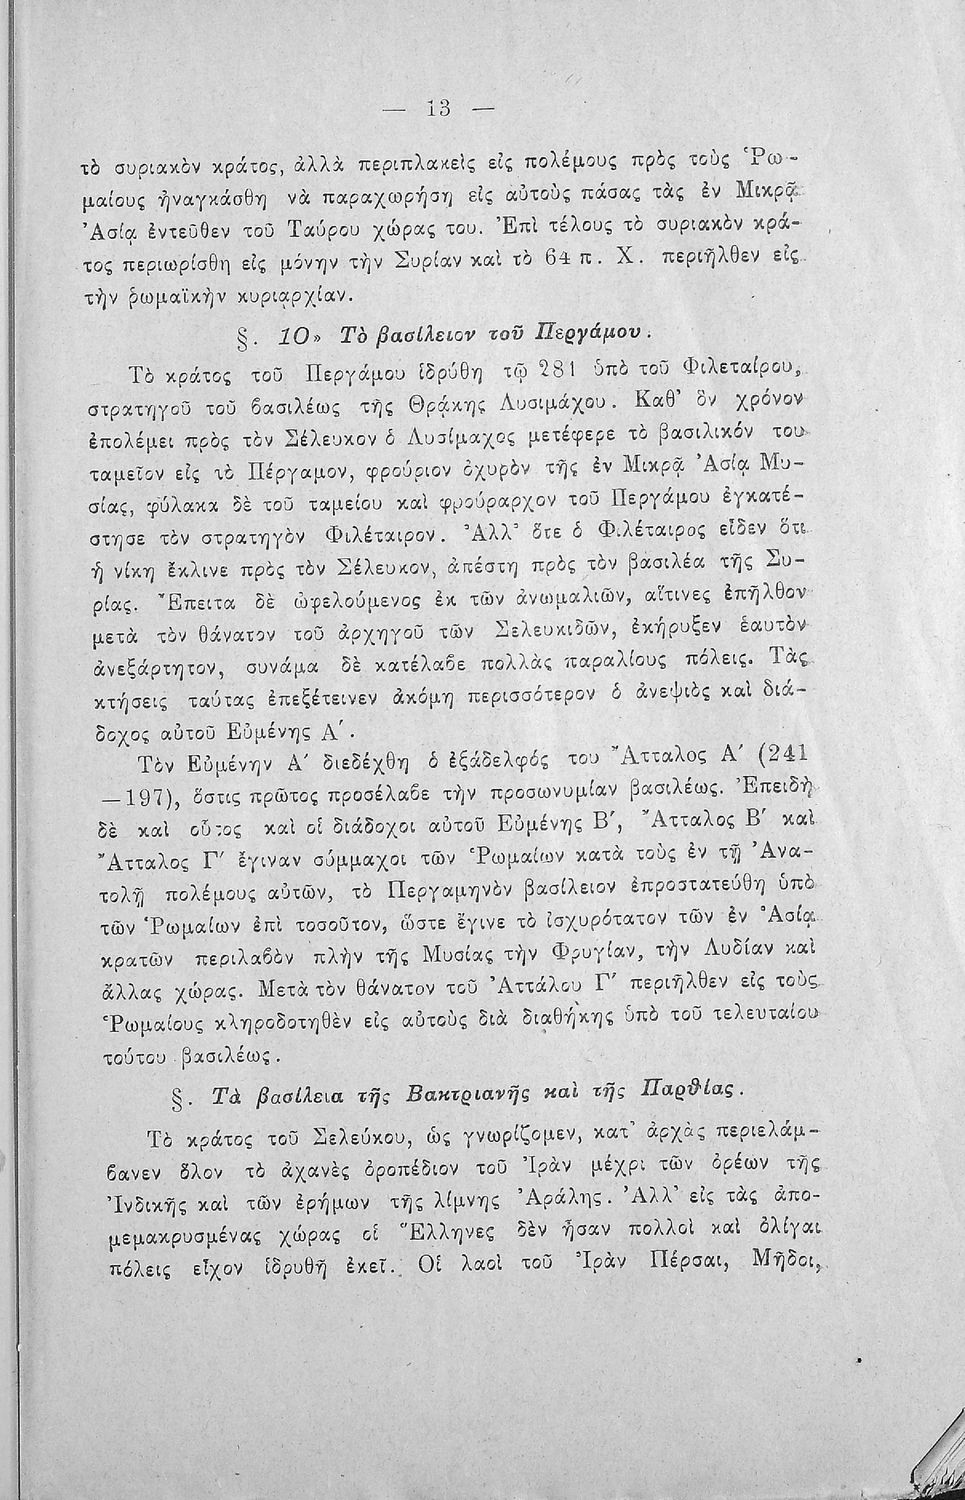 — 13 —
τὸ συριακὸν κράτος, ἀλλὰ περιπλακεὶς εἰς πολέμους πρὸς τοὺς Ῥω-
μαίους ἠναγκάσθη νὰ παραχωρήσῃ εἰς αὐτοὺς πάσας τὰς ἐν Μικρᾷ
Ἀσίᾳ ἐντεῦθεν τοῦ Ταύρου χώρας του. Ἐπὶ τέλους τὸ συριακὸν κρά-
τος περιωρίσθη εἰς μόνην τὴν Συρίαν καὶ τὸ 64 π. Χ. περιῆλθεν εἰς
τὴν ῥωμαϊκὴν κυριαρχίαν.
§. 10» Τὸ βασίλειον τοῦ Περγάμου.
Τὸ κράτος τοῦ Περγάμου ἱδρύθη τῷ 281 ὑπὸ τοῦ Φιλεταίρου,
στρατηγοῦ τοῦ βασιλέως τῆς Θρᾴκης Λυσιμάχου. Καθ' ὃν χρόνον
ἐπολέμει πρὸς τὸν Σέλευκον ὁ Λυσίμαχος μετέφερε τὸ βασιλικόν του
ταμεῖον εἰς τὸ Πέργαμον, φρούριον ὀχυρὸν τῆς ἐν Μικρᾷ Ἀσίᾳ Μυ-
σίας, φύλακα δὲ τοῦ ταμείου καὶ φρούραρχον τοῦ Περγάμου ἐγκατέ-
στησε τὸν στρατηγὸν Φιλέταιρον. Ἀλλ' ὅτε ὁ Φιλέταιρος εἶδεν ὅτι
ἡ νίκη ἔκλινε πρὸς τὸν Σέλευκον, ἀπέστη πρὸς τὸν βασιλέα τῆς Συ-
ρίας. Ἔπειτα δὲ ὠφελούμενος ἐκ τῶν ἀνωμαλιῶν, αἵτινες ἐπῆλθον
μετὰ τὸν θάνατον τοῦ ἀρχηγοῦ τῶν Σελευκιδῶν, ἐκήρυξεν ἑαυτὸν
ἀνεξάρτητον, συνάμα δὲ κατέλαβε πολλὰς παραλίους πόλεις. Τὰς
κτήσεις ταύτας ἐπεξέτεινεν ἀκόμη περισσότερον ὁ ἀνεψιὸς καὶ διά-
δοχος αὐτοῦ Εὐμένης Α΄.
Τὸν Εὐμένην Α΄ διεδέχθη ὁ ἐξάδελφός του Ἄτταλος Α΄ (241
—197), ὅστις πρῶτος προσέλαβε τὴν προσωνυμίαν βασιλέως. Ἐπειδὴ
δὲ καὶ οὗτος καὶ οἱ διάδοχοι αὐτοῦ Εὐμένης Β΄, Ἄτταλος Β΄ καὶ
Ἄτταλος Γ΄ ἔγιναν σύμμαχοι τῶν Ῥωμαίων κατὰ τοὺς ἐν τῇ Ἀνα-
τολῇ πολέμους αὐτῶν, τὸ Περγαμηνὸν βασίλειον ἐπροστατεύθη ὑπὸ
τῶν Ῥωμαίων ἐπὶ τοσοῦτον, ὥστε ἔγινε τὸ ἰσχυρότατον τῶν ἐν Ἀσίᾳ
κρατῶν περιλαβὸν πλὴν τῆς Μυσίας τὴν Φρυγίαν, τὴν Λυδίαν καὶ
ἄλλας χώρας. Μετὰ τὸν θάνατον τοῦ Ἀττάλου Γ΄ περιῆλθεν εἰς τοὺς
Ῥωμαίους κληροδοτηθὲν εἰς αὐτοὺς διὰ διαθήκης ὑπὸ τοῦ τελευταίου
τούτου βασιλέως.
§. Τὰ βασίλεια τῆς Βακτριανῆς καὶ τῆς Παρθίας.
Τὸ κράτος τοῦ Σελεύκου, ὡς γνωρίζομεν, κατ' ἀρχὰς περιελάμ-
βανεν ὅλον τὸ ἀχανὲς ὀροπέδιον τοῦ Ἰρὰν μέχρι τῶν ὀρέων τῆς
Ἰνδικῆς καὶ τῶν ἐρήμων τῆς λίμνης Ἀράλης. Ἀλλ' εἰς τὰς ἀπο-
μεμακρυσμένας χώρας οἱ Ἕλληνες δὲν ἦσαν πολλοὶ καὶ ὀλίγαι
πόλεις εἶχον ἱδρυθῆ ἐκεῖ. Οἱ λαοὶ τοῦ Ἰρὰν Πέρσαι, Μῆδοι,